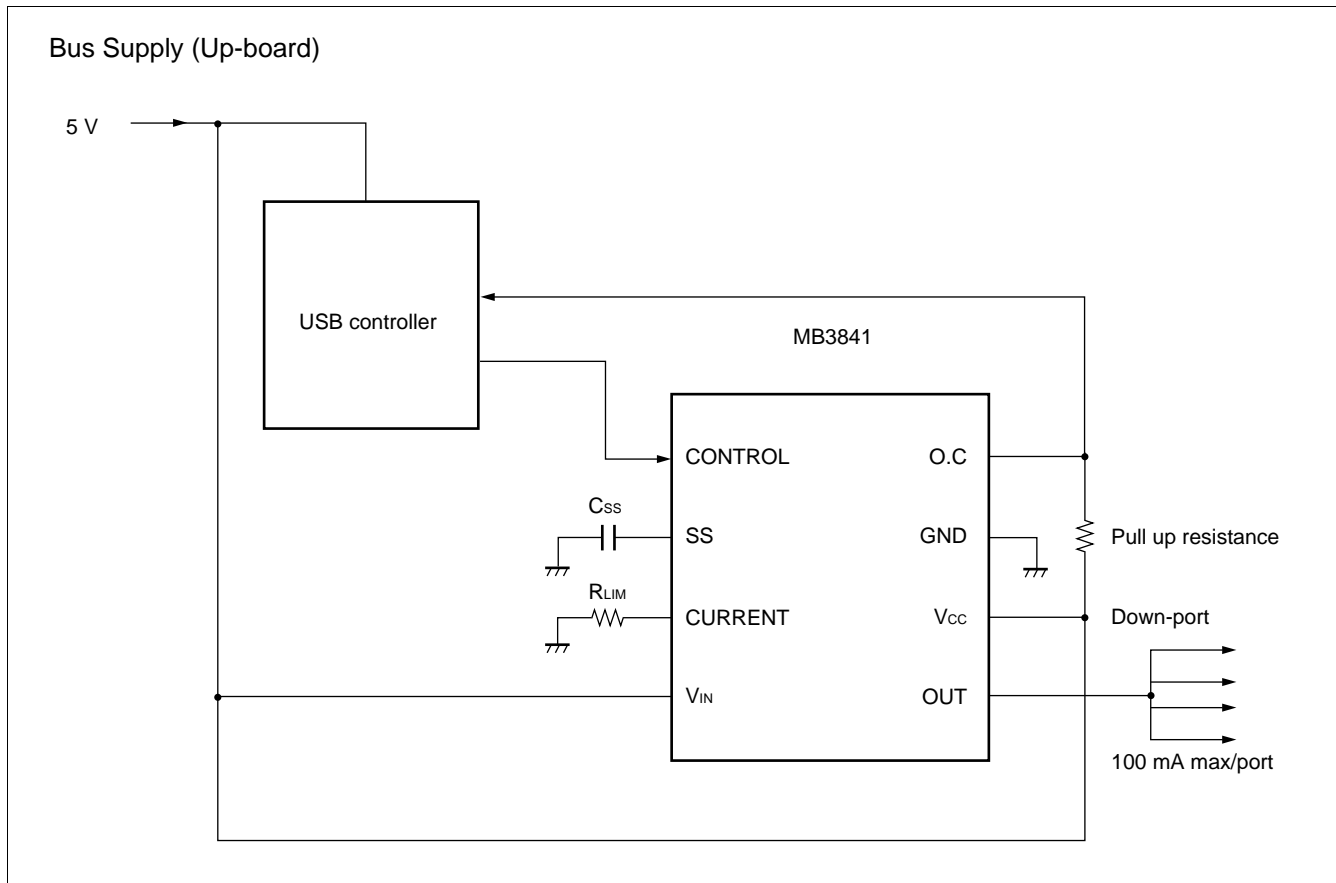 Bus Supply (Up-board)
5 V
USB controller
MB3841
CONTROL
O.C
CSS
SS
GND
Pull up resistance
RLIM
CURRENT
VCC
Down-port
VIN
OUT
100 mA max/port